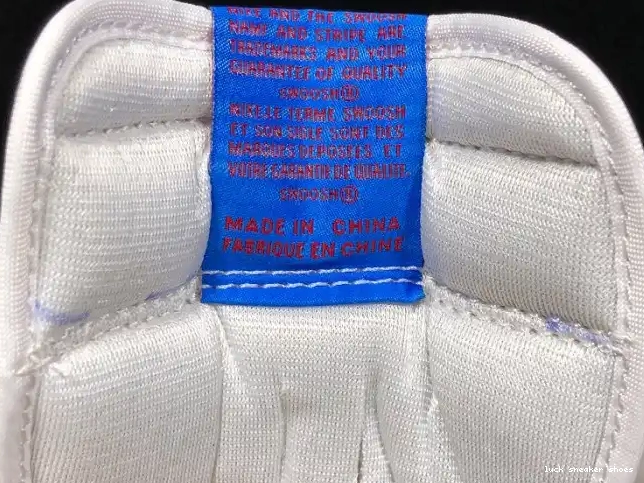 NIKE AND THE SWOOSH
NAME AND STRIPE ARE
TRADEMARKS AND YOUR
GUARANTEE OF QUALITY
SWOOSH®
NIKE LE TERME SWOOSH
ET SON GOLF SONT DES
MARQUES DEPOSEES ET
VOTRE GARANTIE DE QUALITE
SWOOSH®
MADE IN CHINA
FABRIQUE EN CHINE
luck sneaker shoes